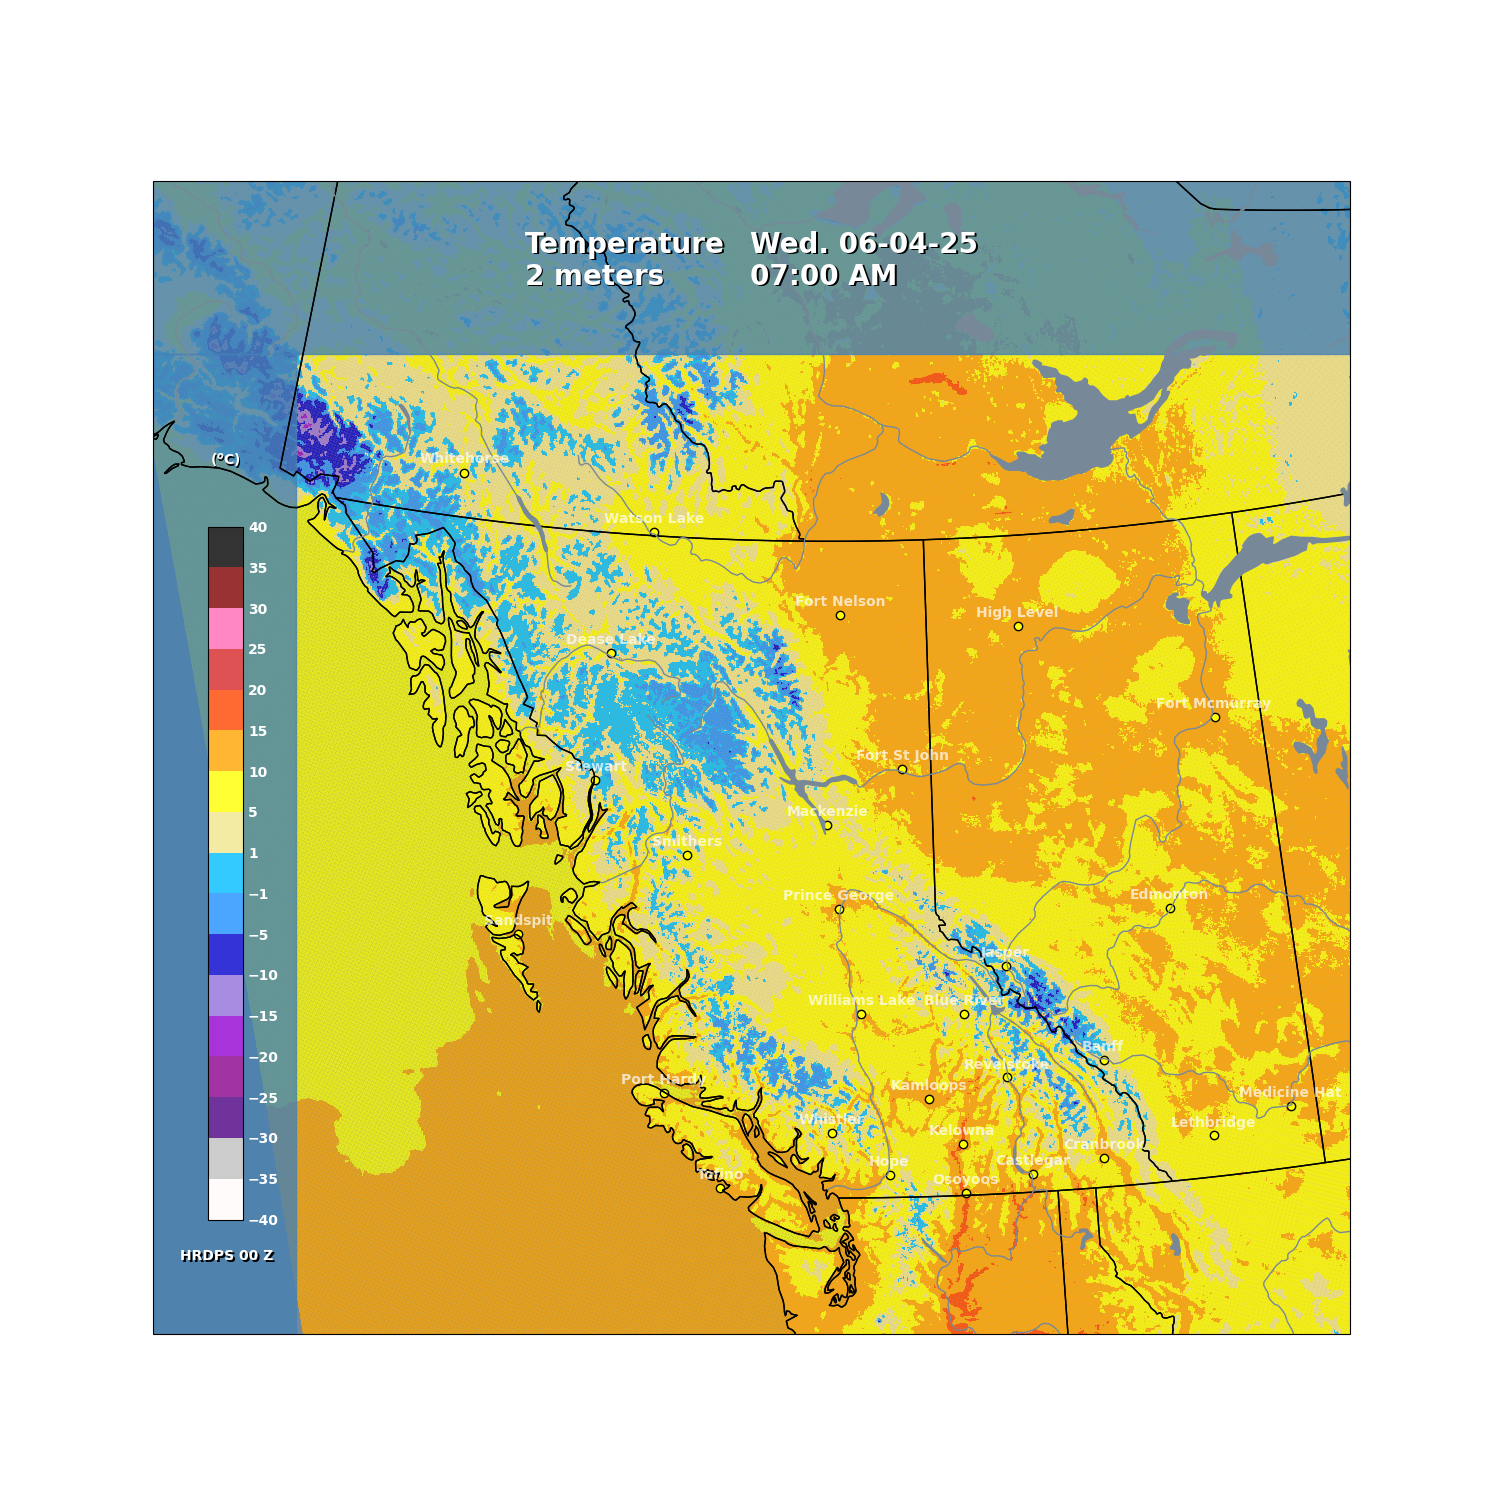 Temperature Wed. 06-04-25
2 meters 07:00 AM
(°C)
Whitehorse
Watson Lake
40
35
30
25
20
15
10
5
1
−1
−5
−10
−15
−20
−25
−30
−35
−40
Fort Nelson
High Level
Dease Lake
Fort Mcmurray
Fort St John
Stewart
Mackenzie
Smithers
Prince George
Edmonton
Sandspit
Jasper
Williams Lake
Blue River
Banff
Revelstoke
Port Hardy
Kamloops
Medicine Hat
Whistler
Lethbridge
Kelowna
Cranbrook
Hope
Castlegar
Tofino
Osoyoos
HRDPS 00 Z